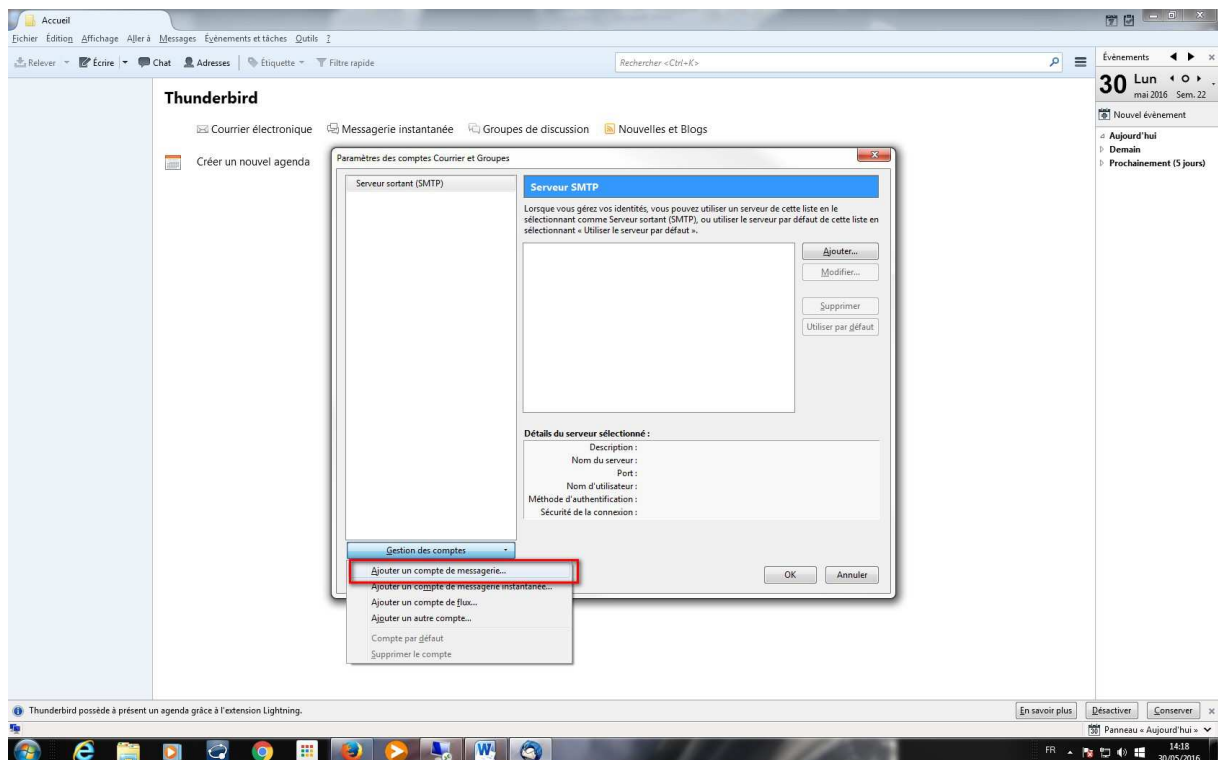 Accueil
Fichier Édition Affichage Aller à Messages Évènements et tâches Outils ?
Relever Écrire Chat Adresses Étiquette Filtre rapide Rechercher <Ctrl+K>
Thunderbird
Courrier électronique Messagerie instantanée Groupes de discussion Nouvelles et Blogs
Créer un nouvel agenda
Paramètres des comptes Courrier et Groupes
Serveur sortant (SMTP)
Serveur SMTP
Lorsque vous gérez vos identités, vous pouvez utiliser un serveur de cette liste en le
sélectionnant comme Serveur sortant (SMTP), ou utiliser le serveur par défaut de cette liste en
sélectionnant « Utiliser le serveur par défaut ».
Ajouter...
Modifier...
Supprimer
Utiliser par défaut
Détails du serveur sélectionné :
Description :
Nom du serveur :
Port :
Nom d'utilisateur :
Méthode d'authentification :
Sécurité de la connexion :
Gestion des comptes
Ajouter un compte de messagerie...
Ajouter un compte de messagerie instantanée...
Ajouter un compte de flux...
Ajouter un autre compte...
Compte par défaut
Supprimer le compte
OK Annuler
Évènements
30 Lun
mai 2016 Sem. 22
Nouvel évènement
Aujourd'hui
Demain
Prochainement (5 jours)
Thunderbird possède à présent un agenda grâce à l'extension Lightning. En savoir plus Désactiver Conserver
Panneau « Aujourd'hui »
FR 14:18
30/05/2016